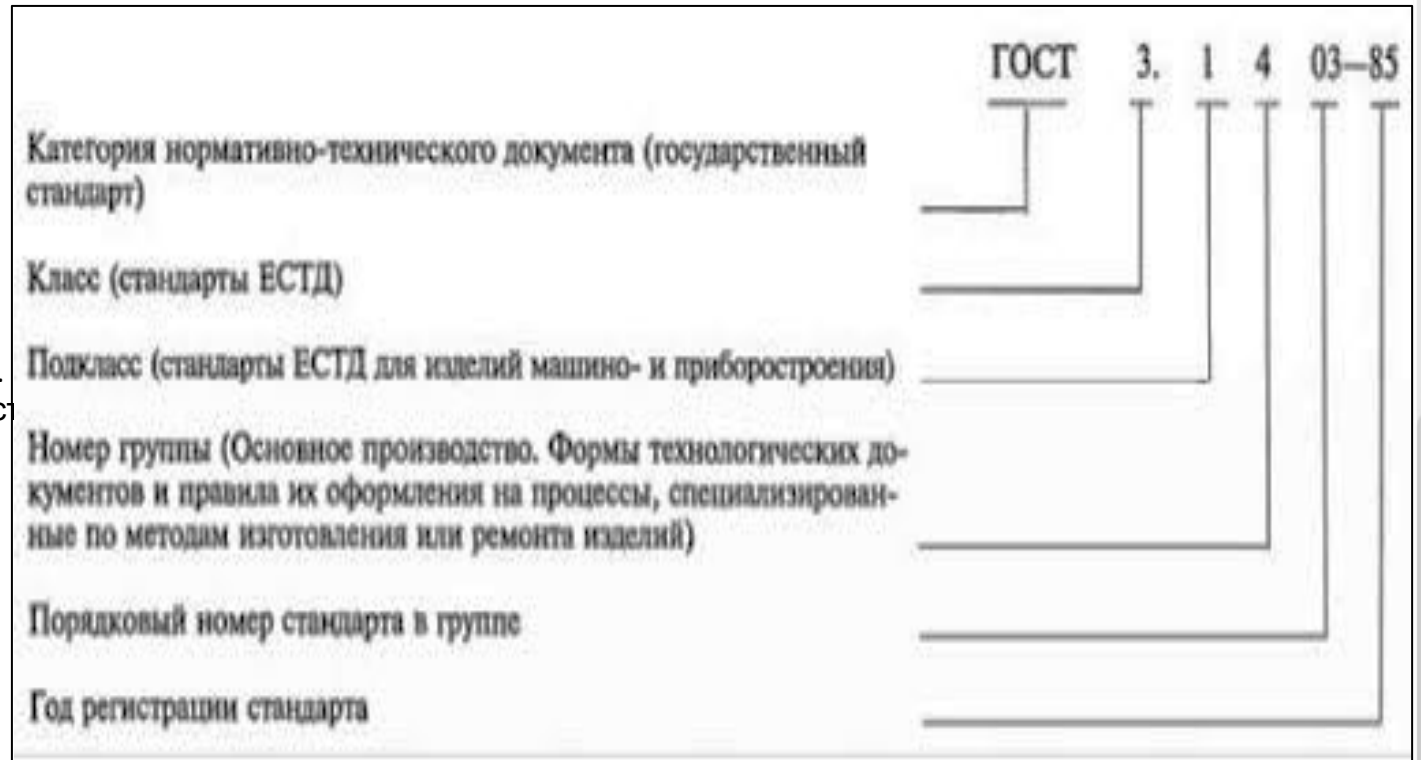 ГОСТ 3. 1 4 03—85
Категория нормативно-технического документа (государственный
стандарт)
Класс (стандарты ЕСТД)
Подкласс (стандарты ЕСТД для изделий машино- и приборостроения)
Номер группы (Основное производство. Формы технологических до-
кументов и правила их оформления на процессы, специализирован-
ные по методам изготовления или ремонта изделий)
Порядковый номер стандарта в группе
Год регистрации стандарта